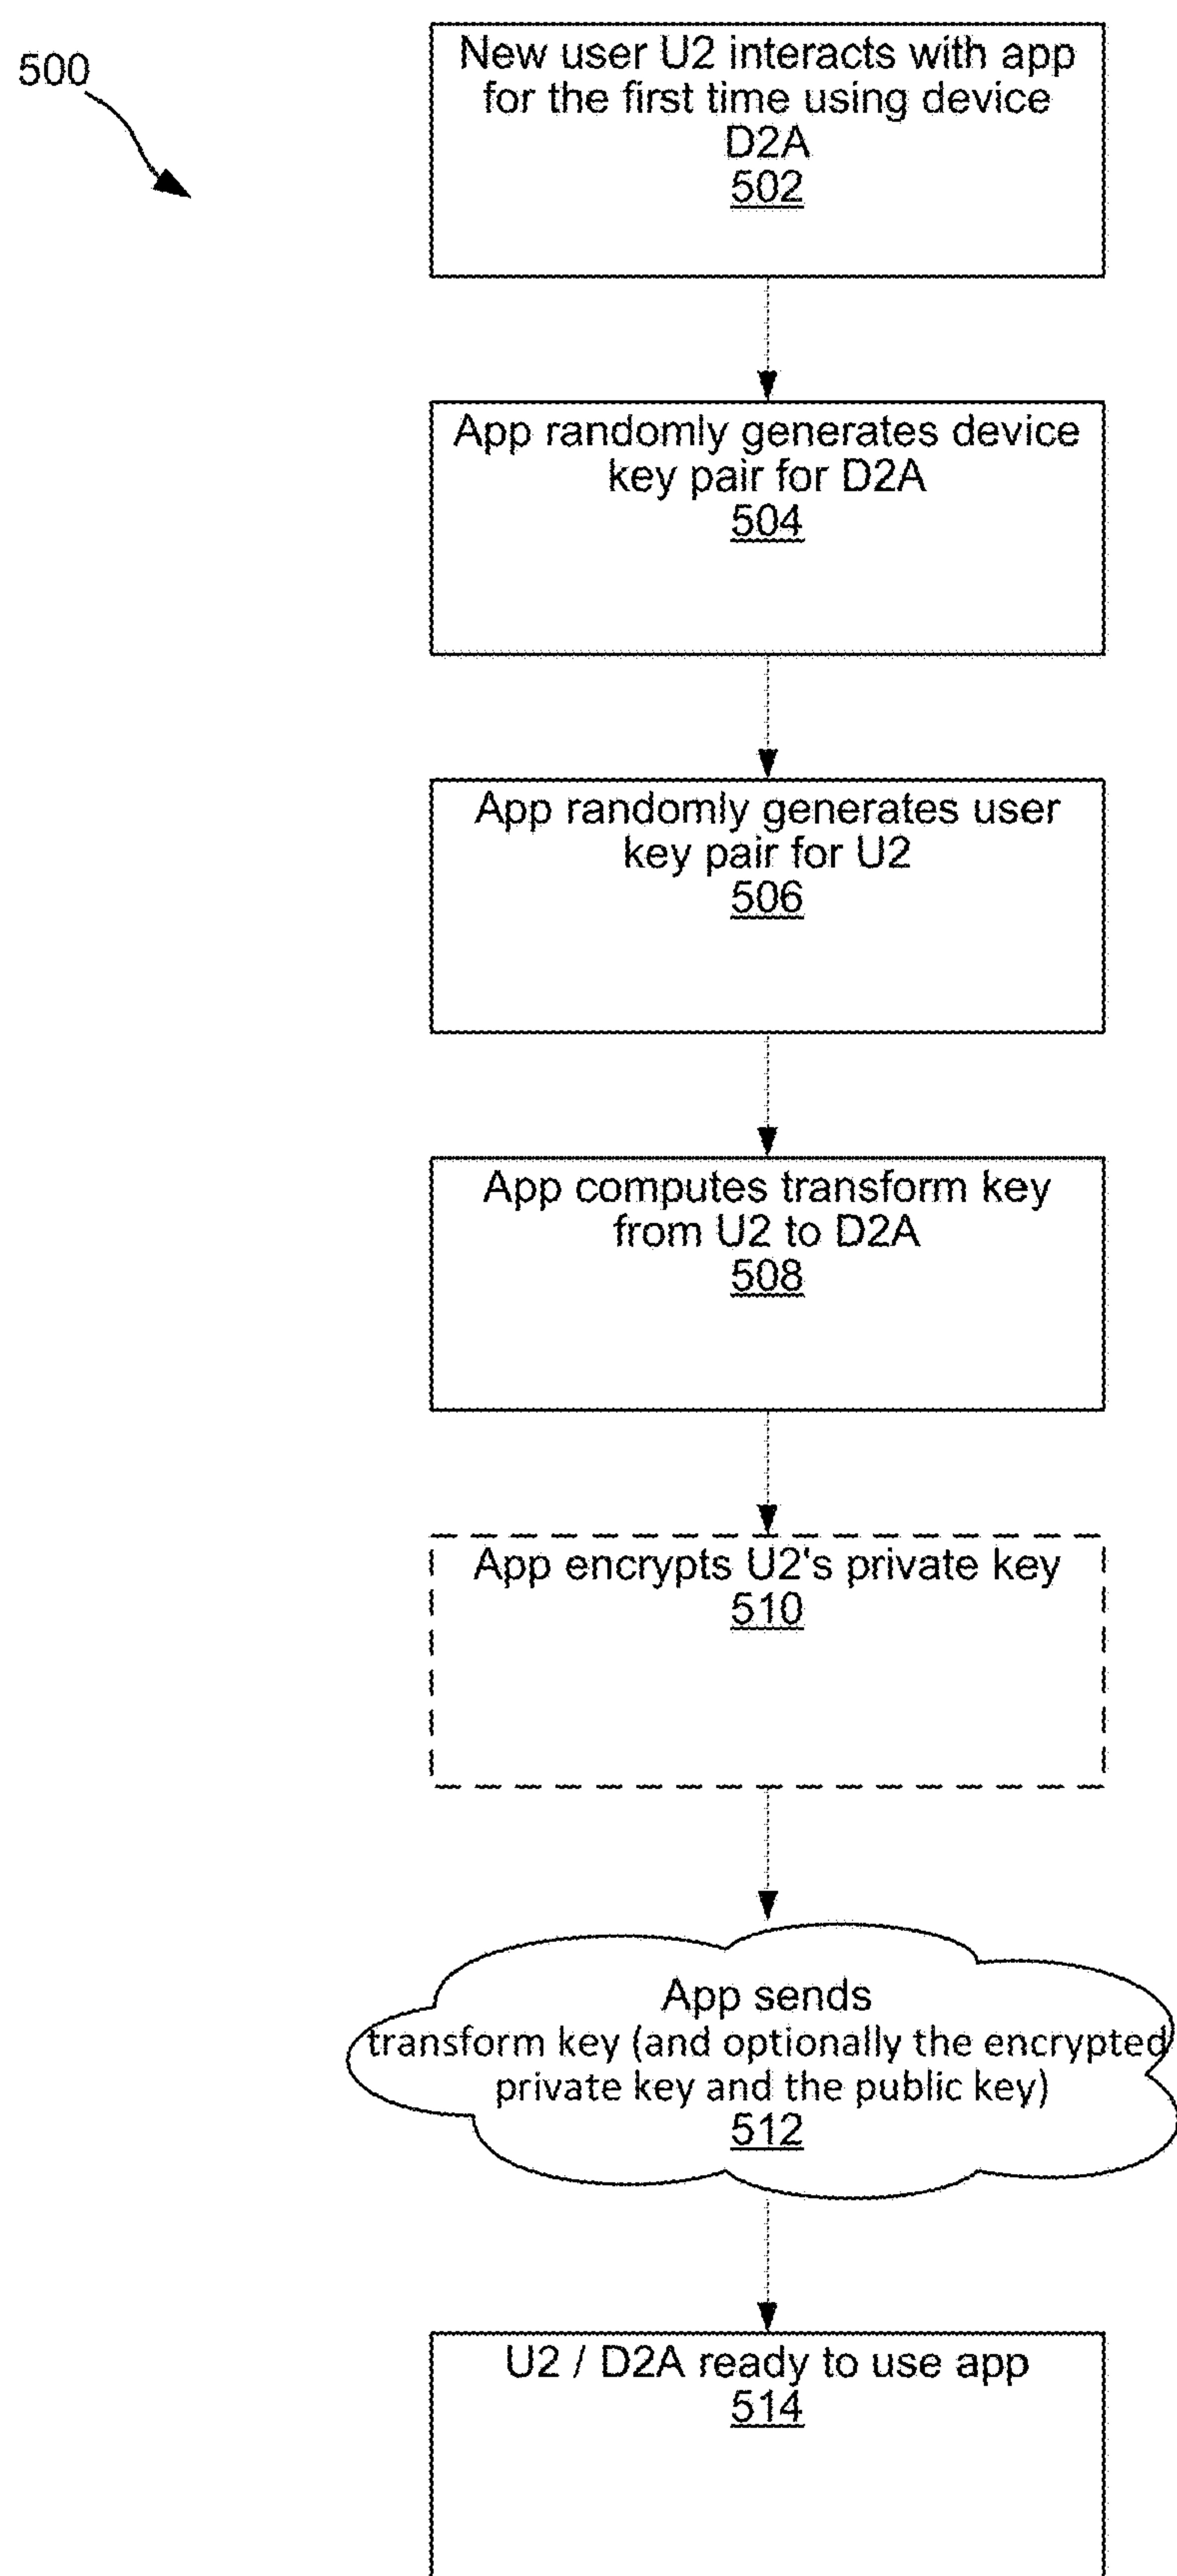 500
New user U2 interacts with app
for the first time using device
D2A
502
App randomly generates device
key pair for D2A
504
App randomly generates user
key pair for U2
506
App computes transform key
from U2 to D2A
508
App encrypts U2's private key
510
App sends
transform key (and optionally the encrypted
private key and the public key)
512
U2 / D2A ready to use app
514